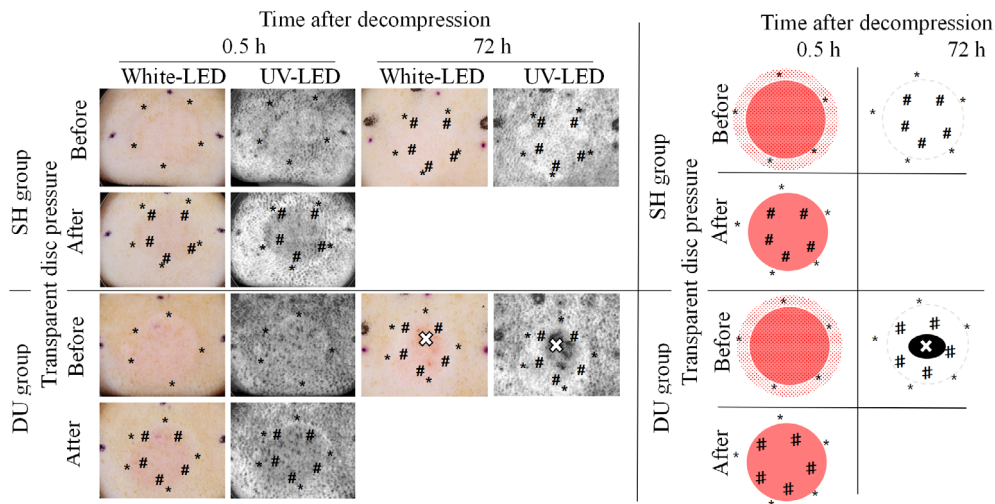 Time after decompression
0.5 h 72 h
White-LED UV-LED White-LED UV-LED
SH group
DU group
Transparent disc pressure
Before
After
Before
After
* * * * *
* * * * *
* # # * # * # # *
* # # * # * # # *
* # # * # # * # *
* # # * # # * # *
* * * *
* * * *
* # # * # # * # * ×
* # # * # # * # * ×
* # # * # # * # *
* # # * # # * # *
Time after decompression
0.5 h 72 h
SH group
DU group
Transparent disc pressure
Before
After
Before
After
* * * * *
# # * # # * # * *
* # # * # # # * *
* * * * *
* # # * # × # # * *
* # # * # # # * *